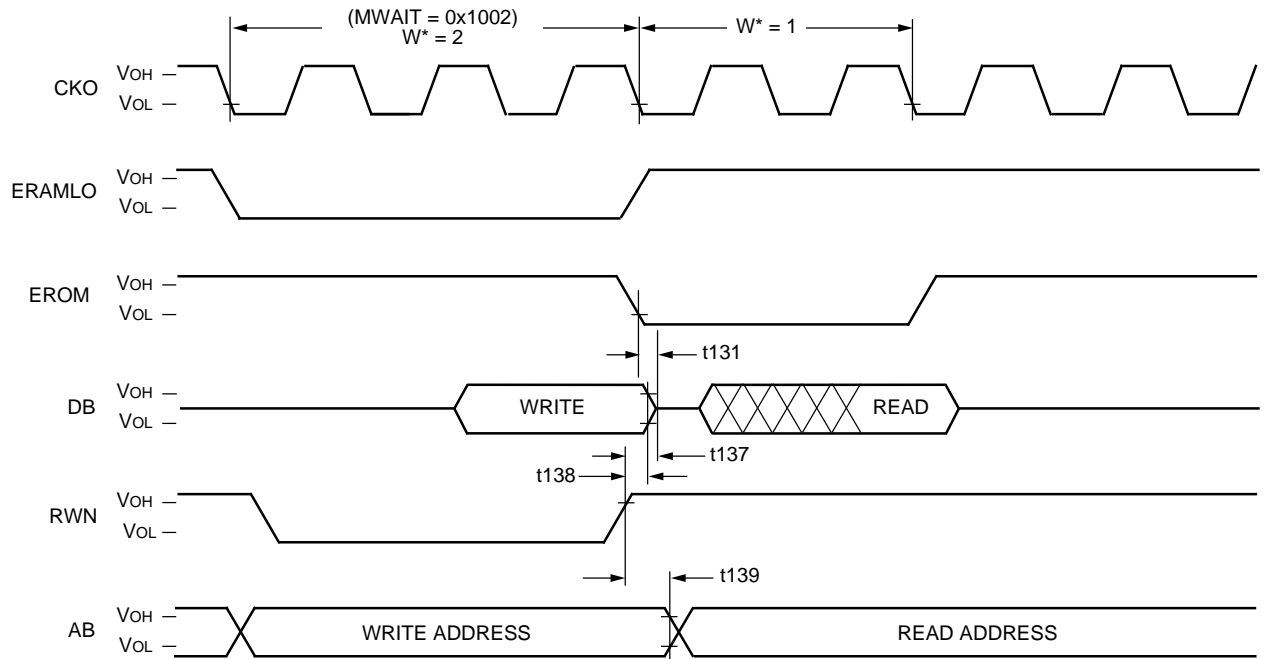 (MWAIT = 0x1002)
W* = 2
W* = 1
CKO
VOH
VOL
ERAMLO
VOH
VOL
EROM
VOH
VOL
t131
DB
VOH
VOL
WRITE
READ
t137
t138
RWN
VOH
VOL
t139
AB
VOH
VOL
WRITE ADDRESS
READ ADDRESS